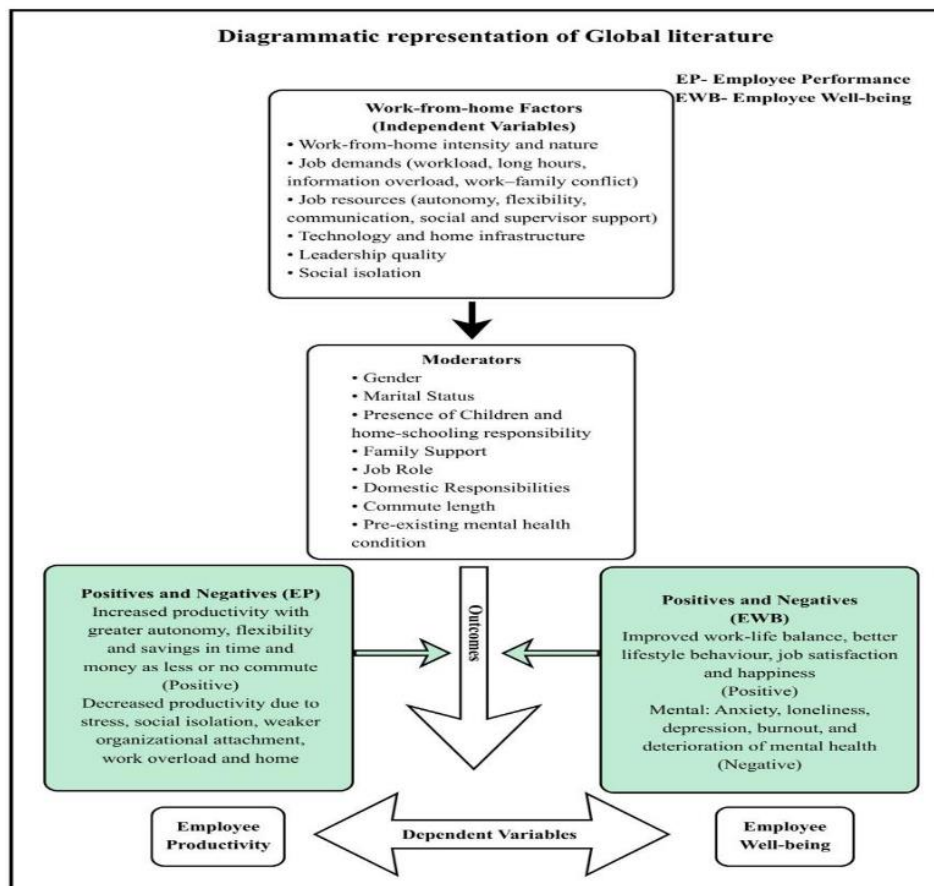 Diagrammatic representation of Global literature
EP- Employee Performance
EWB- Employee Well-being
Work-from-home Factors
(Independent Variables)
• Work-from-home intensity and nature
• Job demands (workload, long hours,
information overload, work–family conflict)
• Job resources (autonomy, flexibility,
communication, social and supervisor support)
• Technology and home infrastructure
• Leadership quality
• Social isolation
Moderators
• Gender
• Marital Status
• Presence of Children and
home-schooling responsibility
• Family Support
• Job Role
• Domestic Responsibilities
• Commute length
• Pre-existing mental health
condition
Positives and Negatives (EP)
Increased productivity with
greater autonomy, flexibility
and savings in time and
money as less or no commute
(Positive)
Decreased productivity due to
stress, social isolation, weaker
organizational attachment,
work overload and home
Outcomes
Positives and Negatives
(EWB)
Improved work-life balance, better
lifestyle behaviour, job satisfaction
and happiness
(Positive)
Mental: Anxiety, loneliness,
depression, burnout, and
deterioration of mental health
(Negative)
Employee
Productivity
Dependent Variables
Employee
Well-being